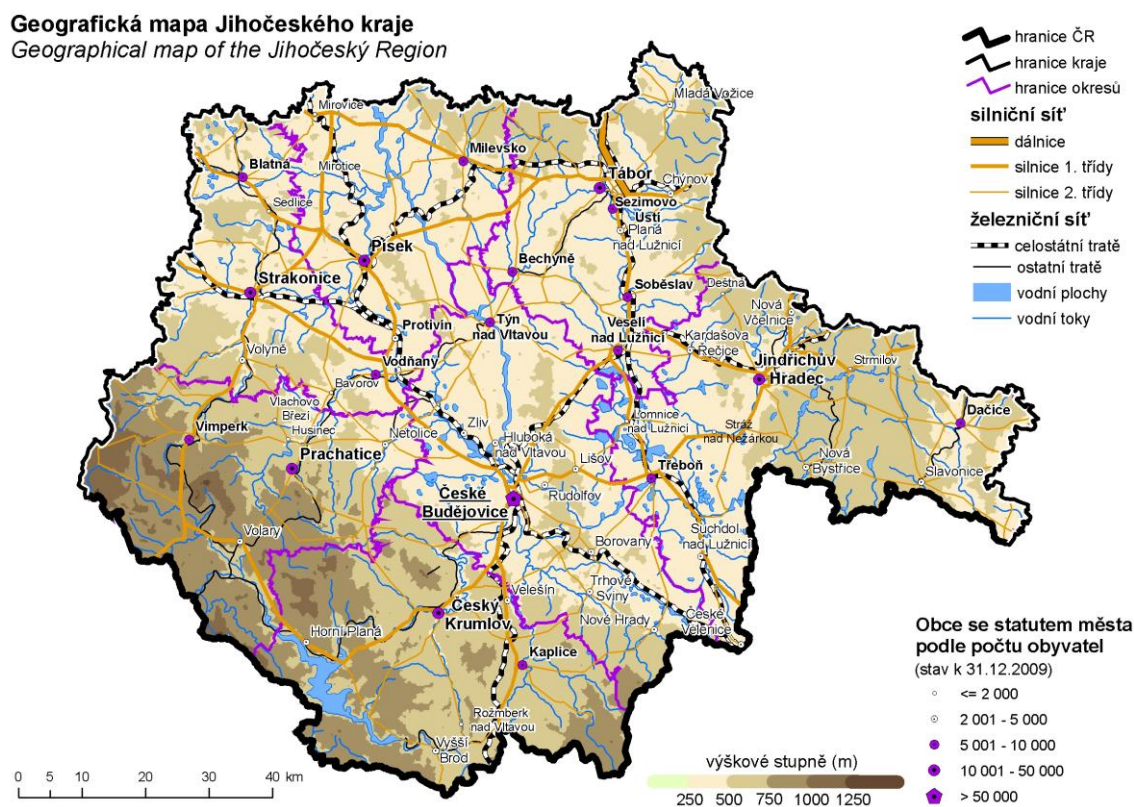 Geografická mapa Jihočeského kraje
Geographical map of the Jihočeský Region
hranice ČR
hranice kraje
hranice okresů
silniční síť
dálnice
silnice 1. třídy
silnice 2. třídy
železniční síť
celostátní tratě
ostatní tratě
vodní plochy
vodní toky
Mladá Vožice
Mirovice
Milevsko
Blatná
Mirotice
Tábor
Chýnov
Sedlice
Sezimovo
Ústí
Planá
nad Lužnicí
Písek
Bechyně
Strakonice
Soběslav
Deštná
Nová
Včelnice
Protivín
Týn
nad Vltavou
Veselí
nad Lužnicí
Kardašova
Řečice
Jindřichův
Hradec
Strmilov
Volyně
Vodňany
Bavorov
Vlachovo
Březí
Husinec
Vimperk
Netolice
Zliv
Hluboká
nad Vltavou
Lomnice
nad Lužnicí
Stráž
nad Nežárkou
Dačice
Prachatice
Lišov
Třeboň
Nová
Bystřice
Slavonice
České
Budějovice
Rudolfov
Volary
Borovany
Suchdol
nad Lužnicí
Velešín
Trhové
Sviny
Český
Krumlov
Nové Hrady
České
Velenice
Horní Planá
Kaplice
Rožmberk
nad Vltavou
Vyšší
Brod
Obce se statutem města
podle počtu obyvatel
(stav k 31.12.2009)
<= 2 000
2 001 - 5 000
5 001 - 10 000
10 001 - 50 000
> 50 000
0 5 10 20 30 40 km
výškové stupně (m)
250 500 750 1000 1250